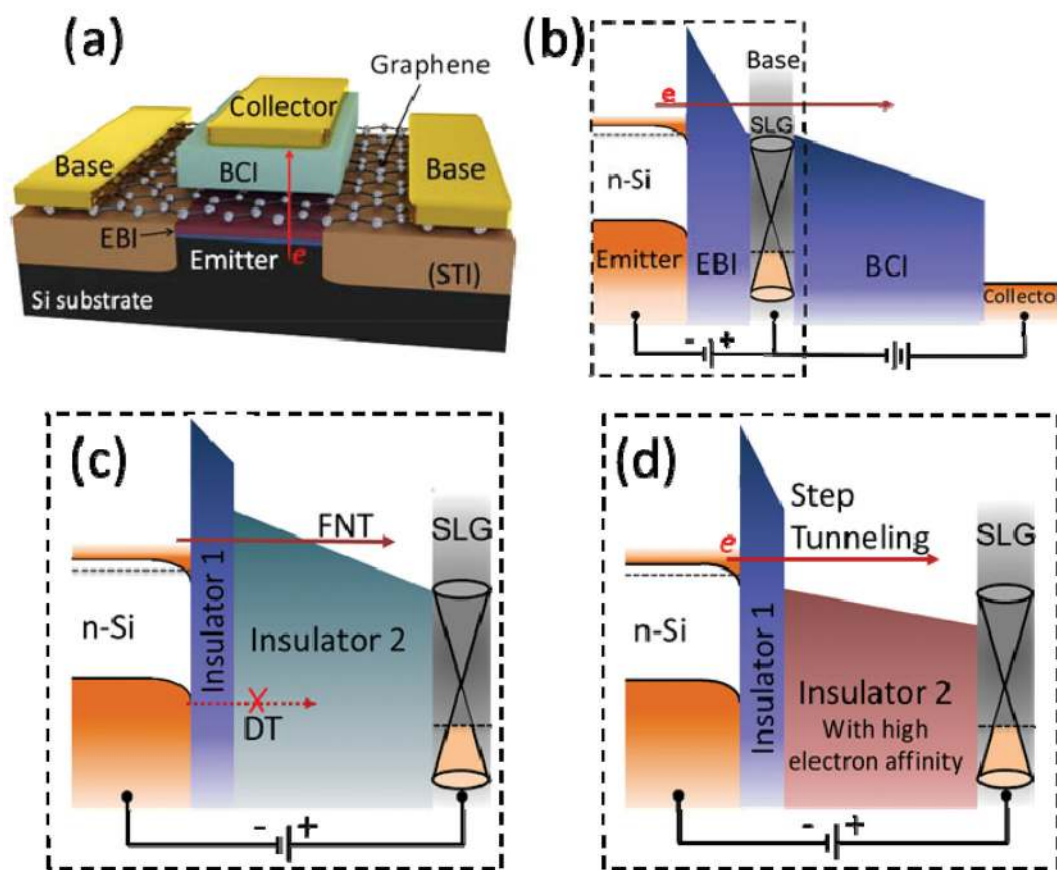 (a)
Graphene
Collector
Base
BCI
Base
EBI
Emitter
e
(STI)
Si substrate
(b)
Base
e
SLG
n-Si
Emitter
EBI
BCI
Collector
- +
(c)
FNT
SLG
n-Si
Insulator 1
Insulator 2
DT
- +
(d)
Step
Tunneling
SLG
e
n-Si
Insulator 1
Insulator 2
With high
electron affinity
- +